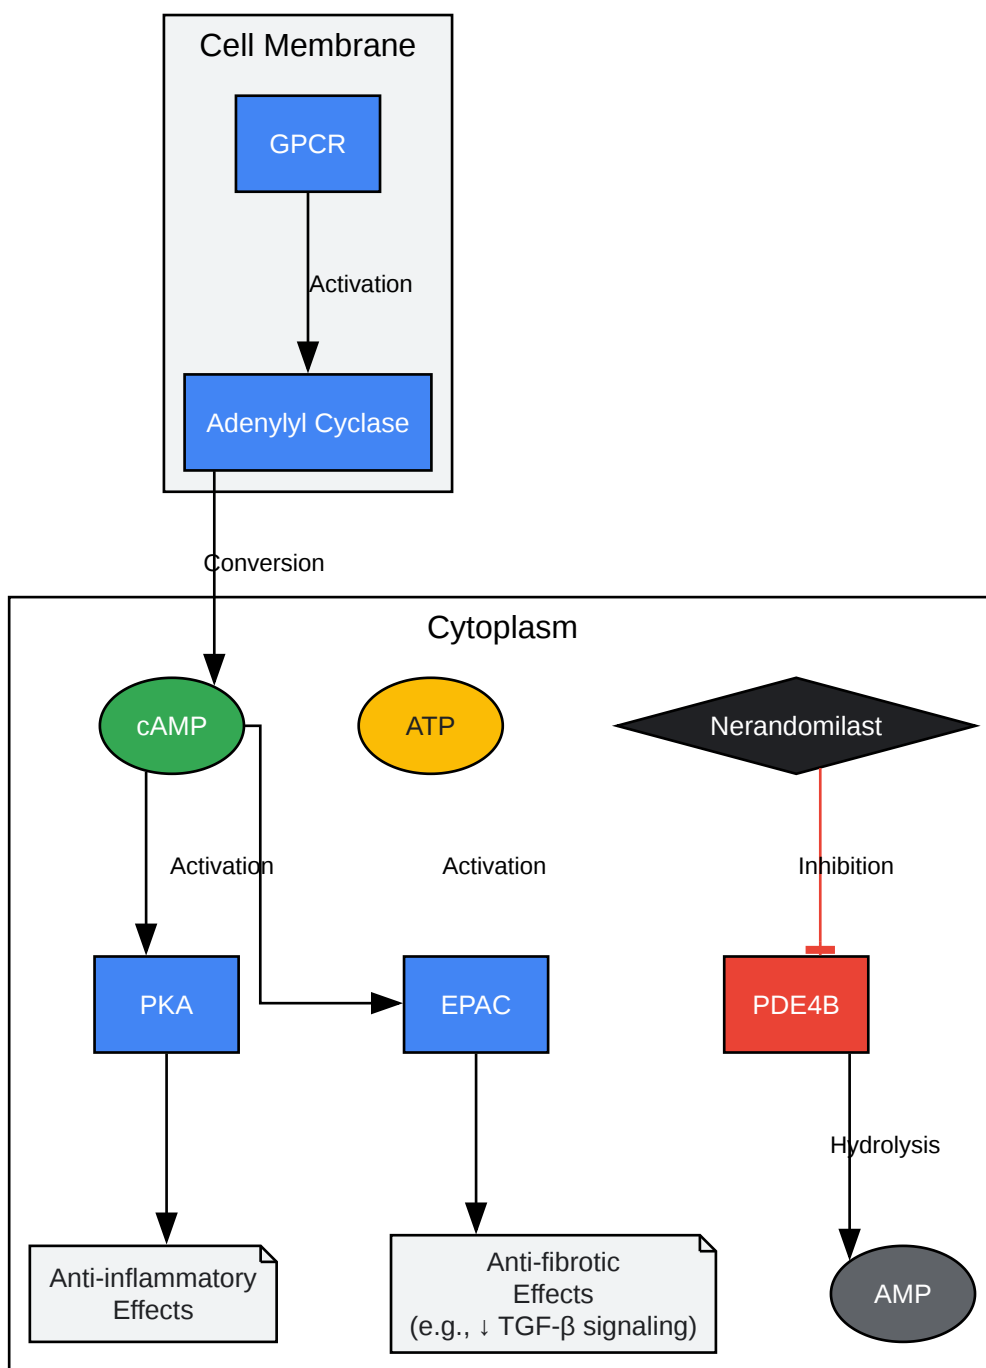 Cell Membrane
GPCR
Activation
Adenylyl Cyclase
Conversion
Cytoplasm
cAMP
ATP
Nerandomilast
Activation
Activation
Inhibition
PKA
EPAC
PDE4B
Hydrolysis
Anti-inflammatory
Effects
Anti-fibrotic
Effects
(e.g., ↓ TGF-β signaling)
AMP